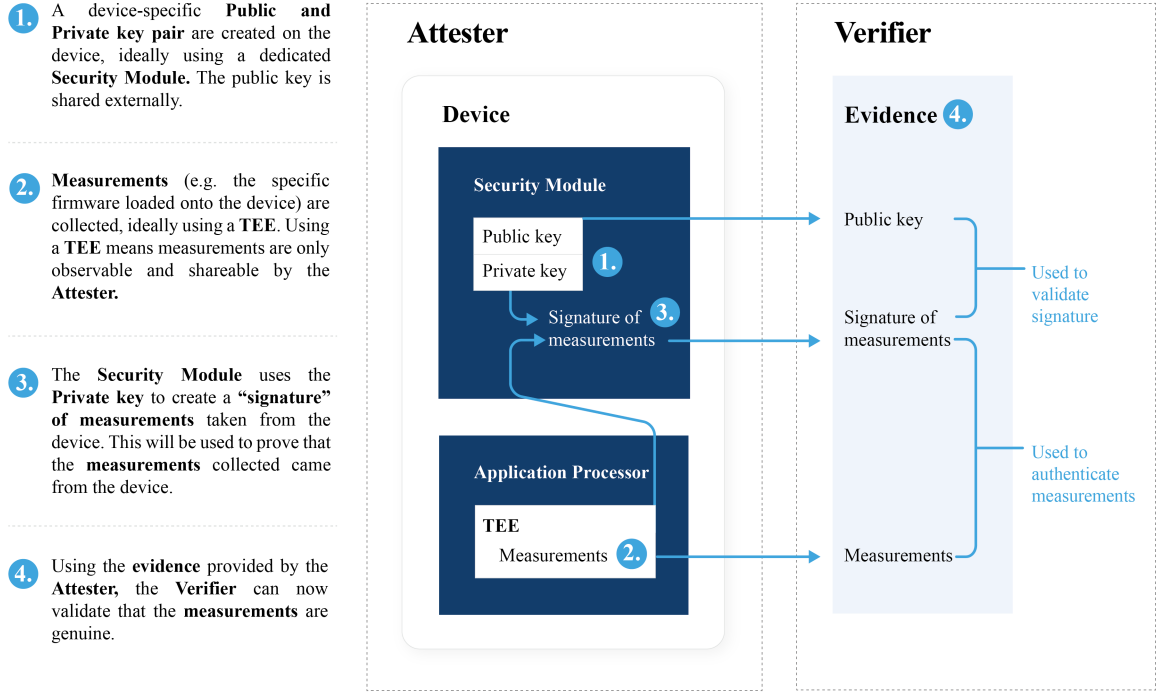 1.
A device-specific Public and
Private key pair are created on the
device, ideally using a dedicated
Security Module. The public key is
shared externally.
2.
Measurements (e.g. the specific
firmware loaded onto the device) are
collected, ideally using a TEE. Using
a TEE means measurements are only
observable and shareable by the
Attester.
3.
The Security Module uses the
Private key to create a “signature”
of measurements taken from the
device. This will be used to prove that
the measurements collected came
from the device.
4.
Using the evidence provided by the
Attester, the Verifier can now
validate that the measurements are
genuine.
Attester
Device
Security Module
Public key
Private key
1.
Signature of
measurements
3.
Application Processor
TEE
Measurements
2.
Verifier
Evidence
4.
Public key
Signature of
measurements
Measurements
Used to
validate
signature
Used to
authenticate
measurements